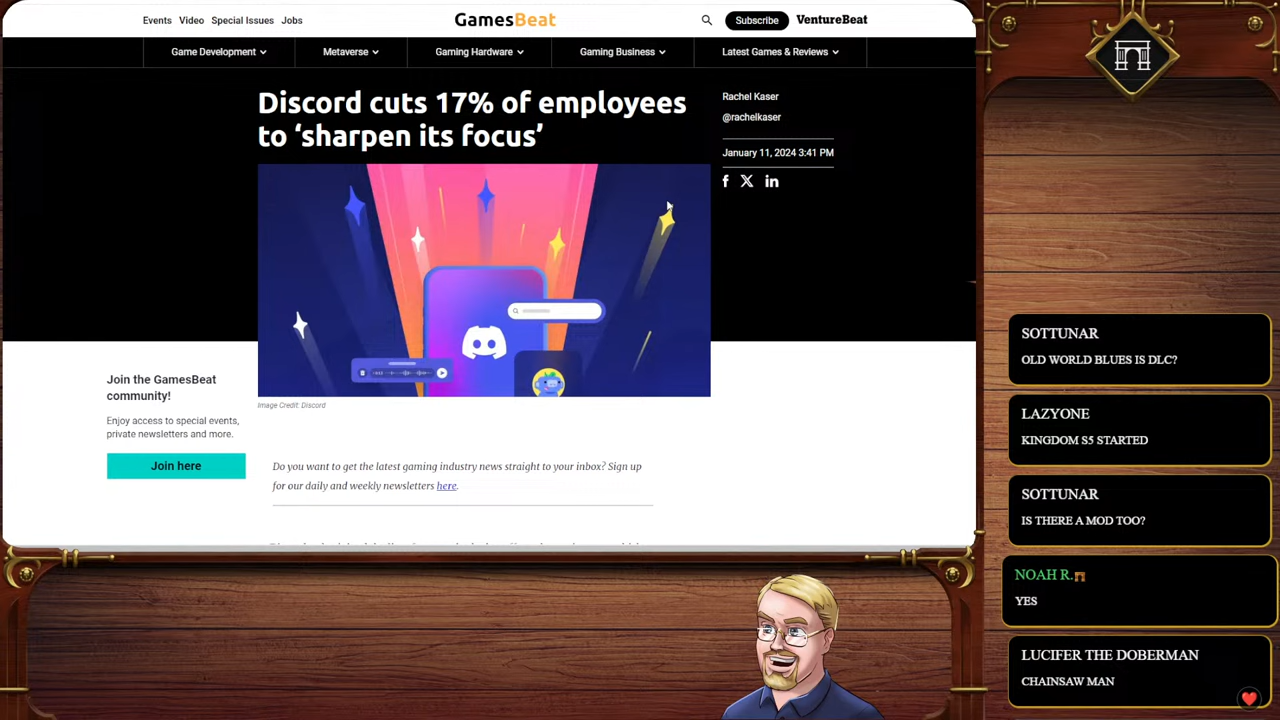 Events Video Special Issues Jobs
GamesBeat
Subscribe
VentureBeat
Game Development
Metaverse
Gaming Hardware
Gaming Business
Latest Games & Reviews
Discord cuts 17% of employees
to ‘sharpen its focus’
Rachel Kaser
@rachelkaser
January 11, 2024 3:41 PM
Image Credit: Discord
Join the GamesBeat
community!
Enjoy access to special events,
private newsletters and more.
Join here
Do you want to get the latest gaming industry news straight to your inbox? Sign up
for our daily and weekly newsletters here.
SOTTUNAR
OLD WORLD BLUES IS DLC?
LAZYONE
KINGDOM S5 STARTED
SOTTUNAR
IS THERE A MOD TOO?
NOAH R.
YES
LUCIFER THE DOBERMAN
CHAINSAW MAN